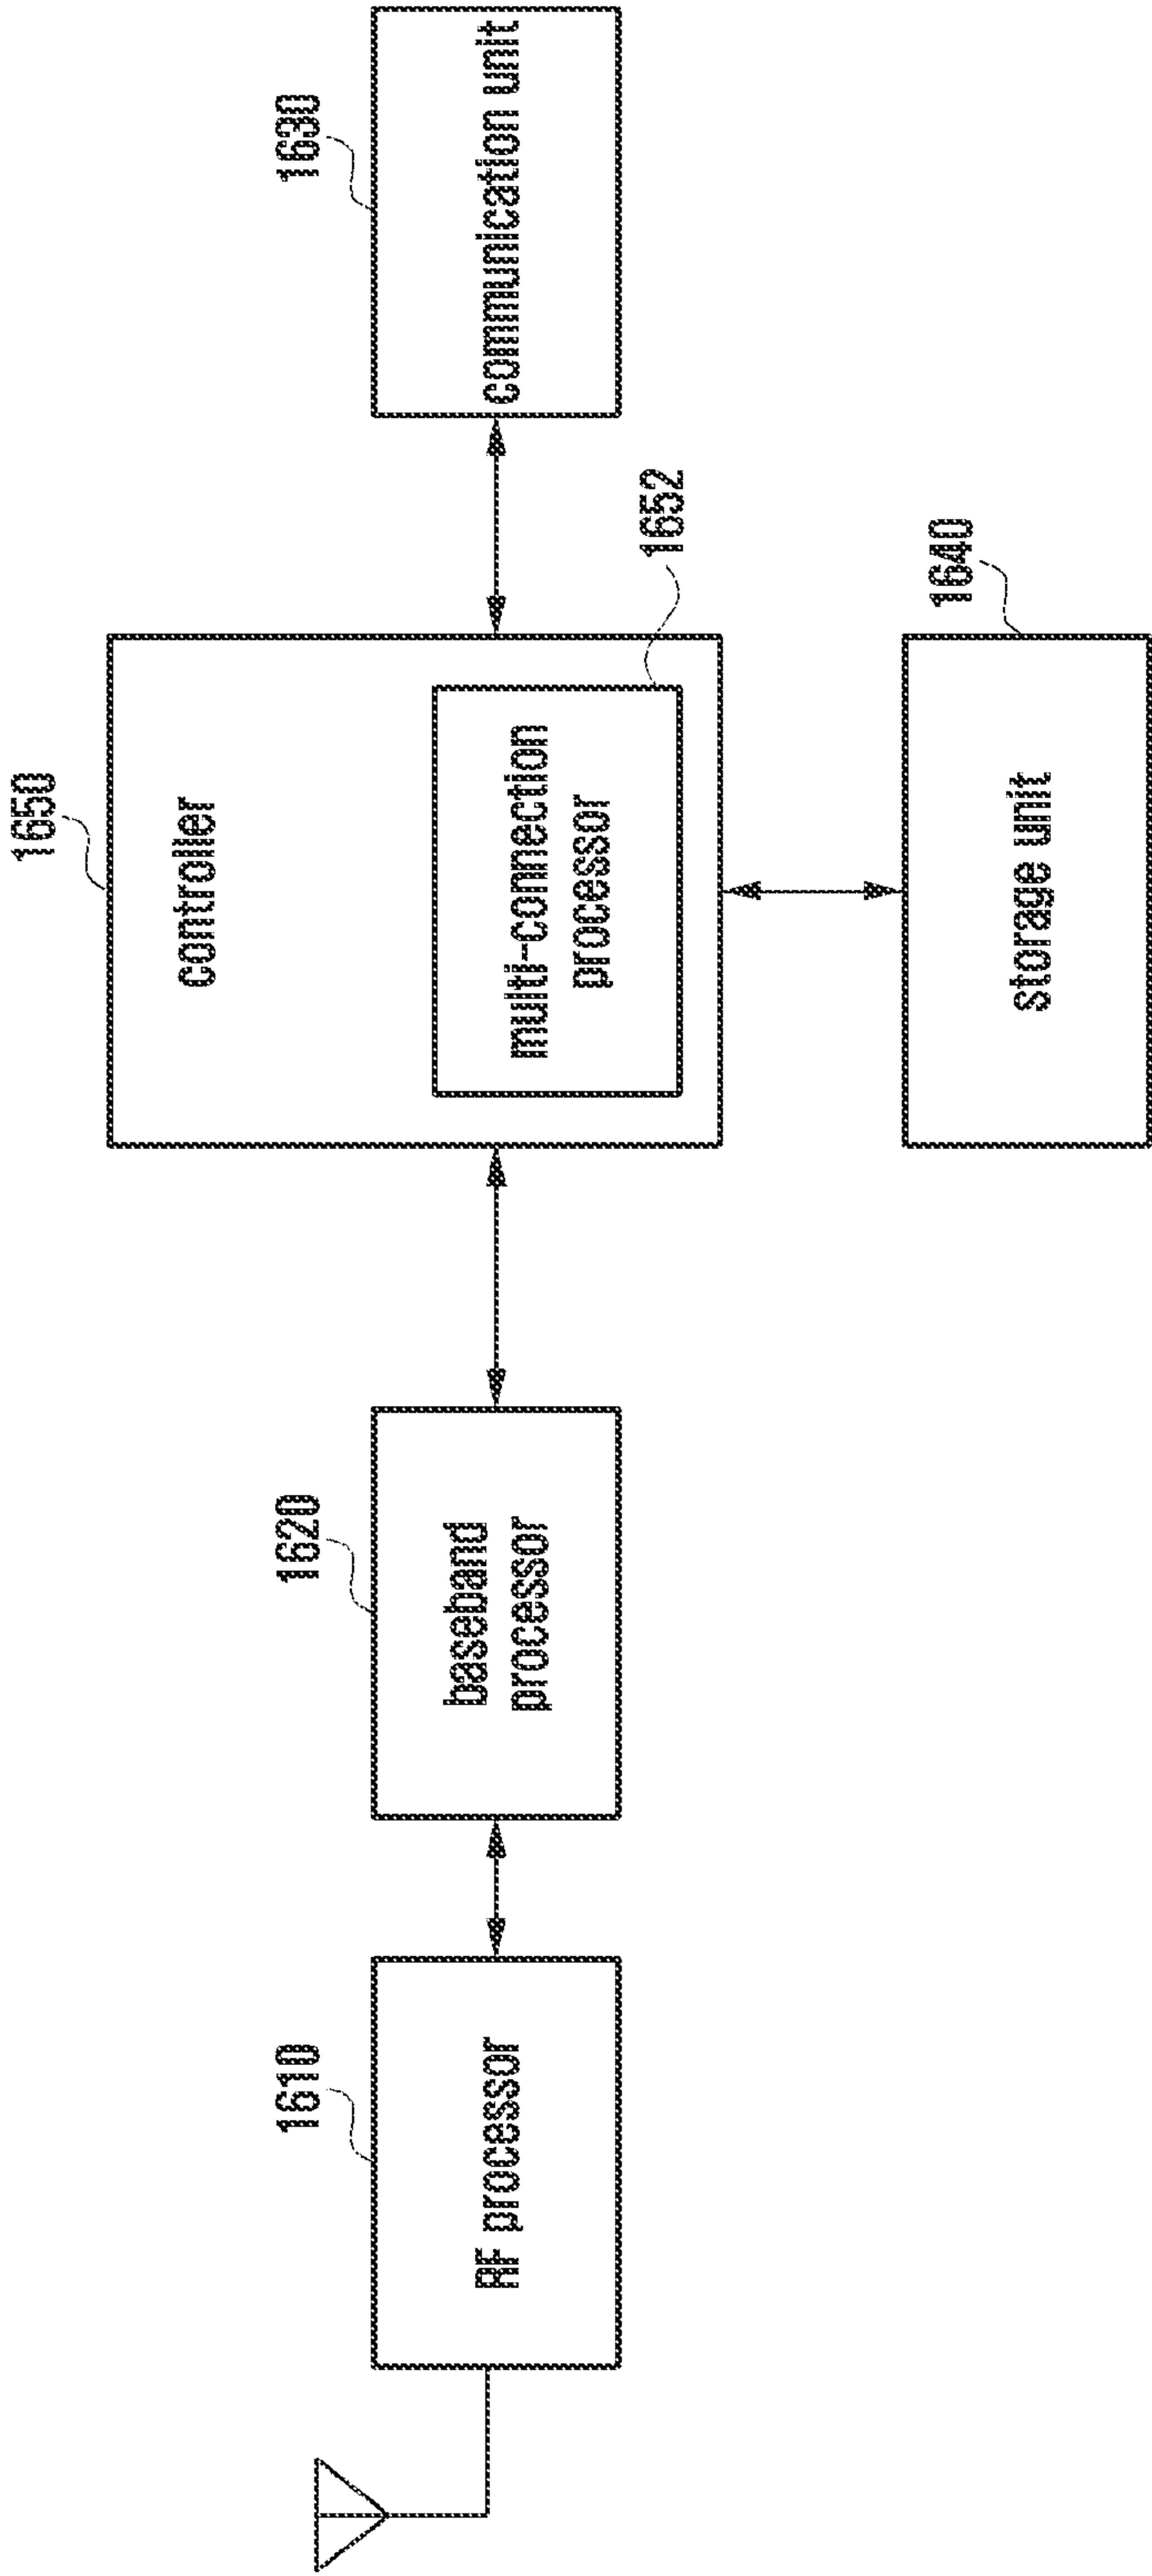 1610
RF processor
1620
baseband
processor
1650
controller
multi-connection
processor
1652
1630
communication unit
1640
storage unit